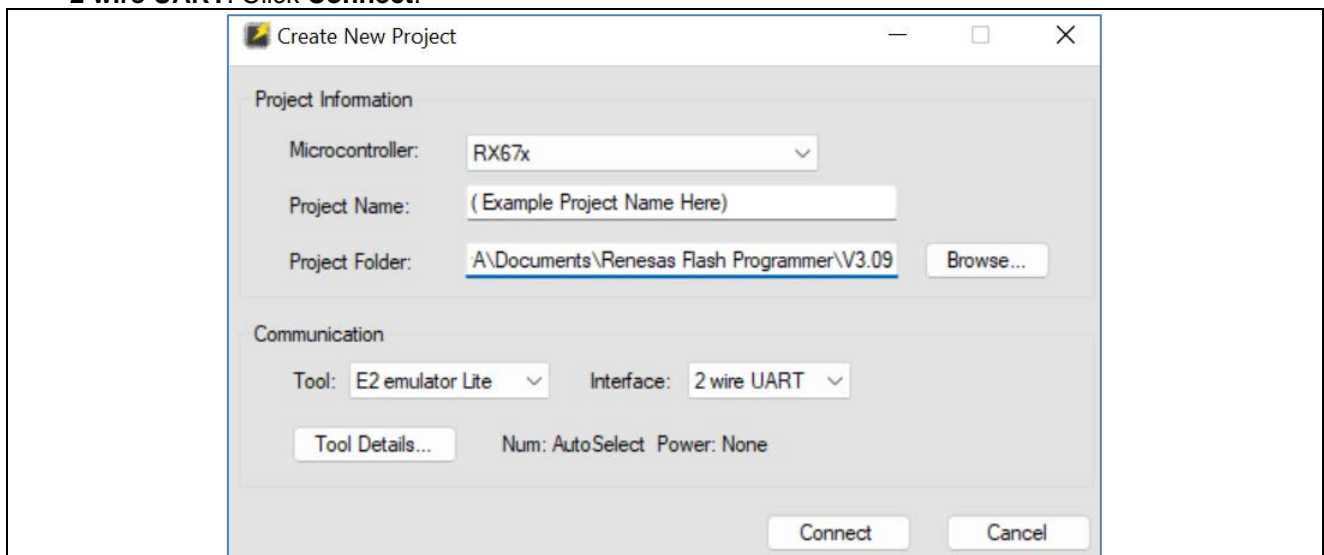 2 wire UART. Click Connect.
Create New Project
Project Information
Microcontroller: RX67x
Project Name: ( Example Project Name Here)
Project Folder: A\Documents\Renesas Flash Programmer\V3.09 Browse...
Communication
Tool: E2 emulator Lite Interface: 2 wire UART
Tool Details... Num: AutoSelect Power: None
Connect Cancel